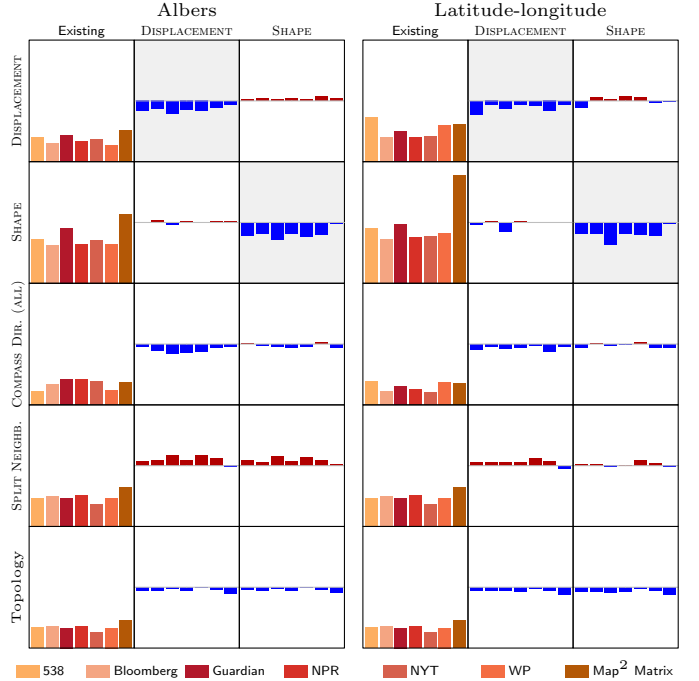 Albers Latitude-longitude
Existing DISPLACEMENT SHAPE Existing DISPLACEMENT SHAPE
DISPLACEMENT
SHAPE
COMPASS DIR. (ALL)
SPLIT NEIGHB.
Topology
538 Bloomberg Guardian NPR NYT WP Map² Matrix